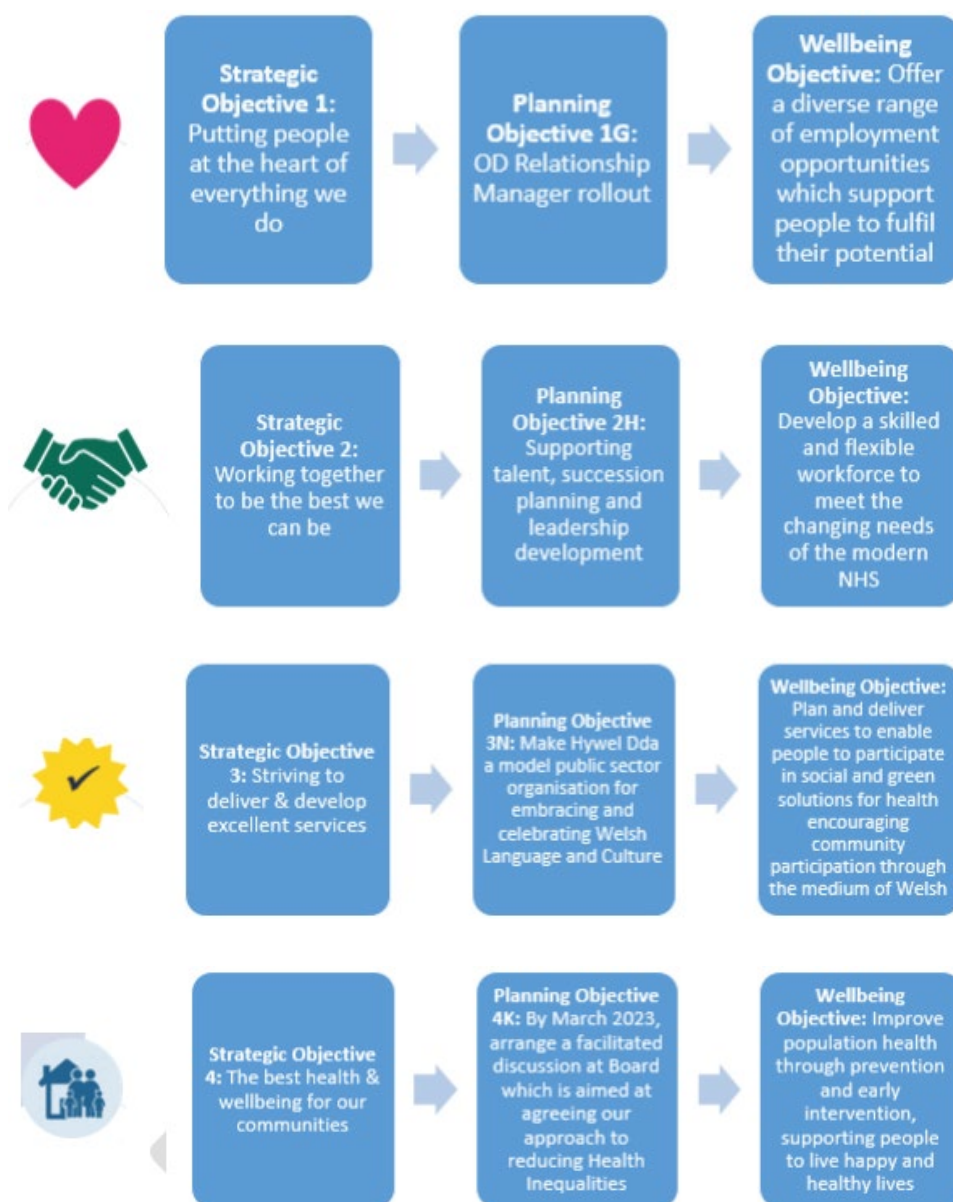 Strategic
Objective 1:
Putting people
at the heart of
everything we
do
Planning
Objective 1G:
OD Relationship
Manager rollout
Wellbeing
Objective: Offer
a diverse range
of employment
opportunities
which support
people to fulfil
their potential
Strategic
Objective 2:
Working together
to be the best we
can be
Planning
Objective 2H:
Supporting
talent, succession
planning and
leadership
development
Wellbeing
Objective:
Develop a skilled
and flexible
workforce to
meet the
changing needs
of the modern
NHS
Strategic Objective
3: Striving to
deliver & develop
excellent services
Planning Objective
3N: Make Hywel Dda
a model public sector
organisation for
embracing and
celebrating Welsh
Language and Culture
Wellbeing Objective:
Plan and deliver
services to enable
people to participate
in social and green
solutions for health
encouraging
community
participation through
the medium of Welsh
Strategic Objective
4: The best health &
wellbeing for our
communities
Planning Objective
4K: By March 2023,
arrange a facilitated
discussion at Board
which is aimed at
agreeing our
approach to
reducing Health
Inequalities
Wellbeing
Objective: Improve
population health
through prevention
and early
intervention,
supporting people
to live happy and
healthy lives